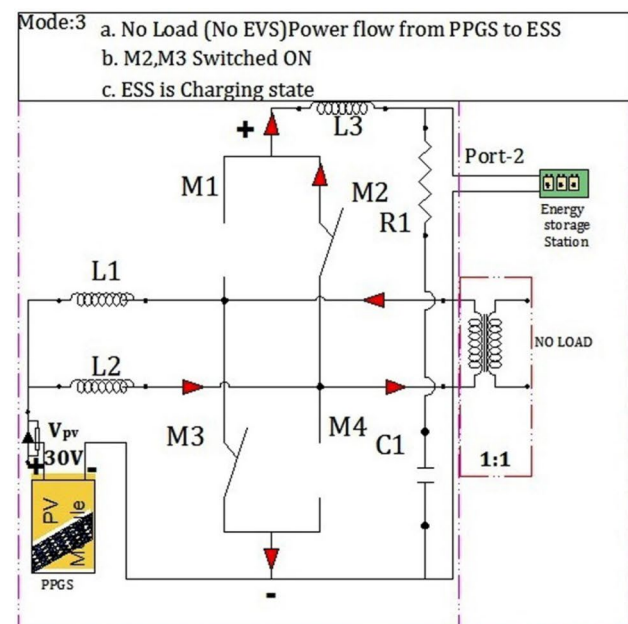 Mode:3
a. No Load (No EVS)Power flow from PPGS to ESS
b. M2,M3 Switched ON
c. ESS is Charging state
+
L3
Port-2
M1
M2
R1
Energy
storage
Station
L1
NO LOAD
L2
M3
M4
C1
Vpv
30V
+
-
1:1
PV
PPGS
-